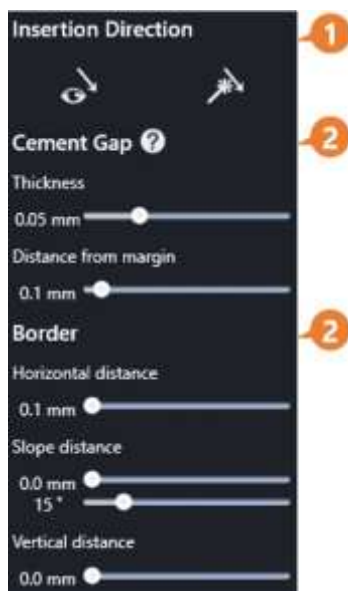 Insertion Direction
1
Cement Gap ?
2
Thickness
0.05 mm
Distance from margin
0.1 mm
Border
2
Horizontal distance
0.1 mm
Slope distance
0.0 mm
15 °
Vertical distance
0.0 mm